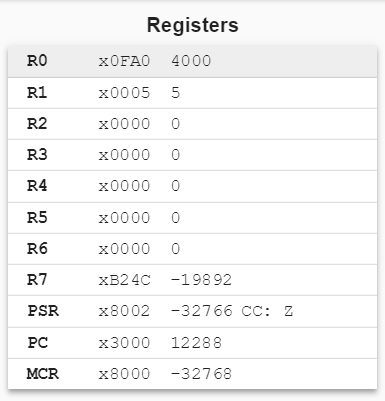 Registers
R0 x0FA0 4000
R1 x0005 5
R2 x0000 0
R3 x0000 0
R4 x0000 0
R5 x0000 0
R6 x0000 0
R7 xB24C -19892
PSR x8002 -32766 CC: Z
PC x3000 12288
MCR x8000 -32768